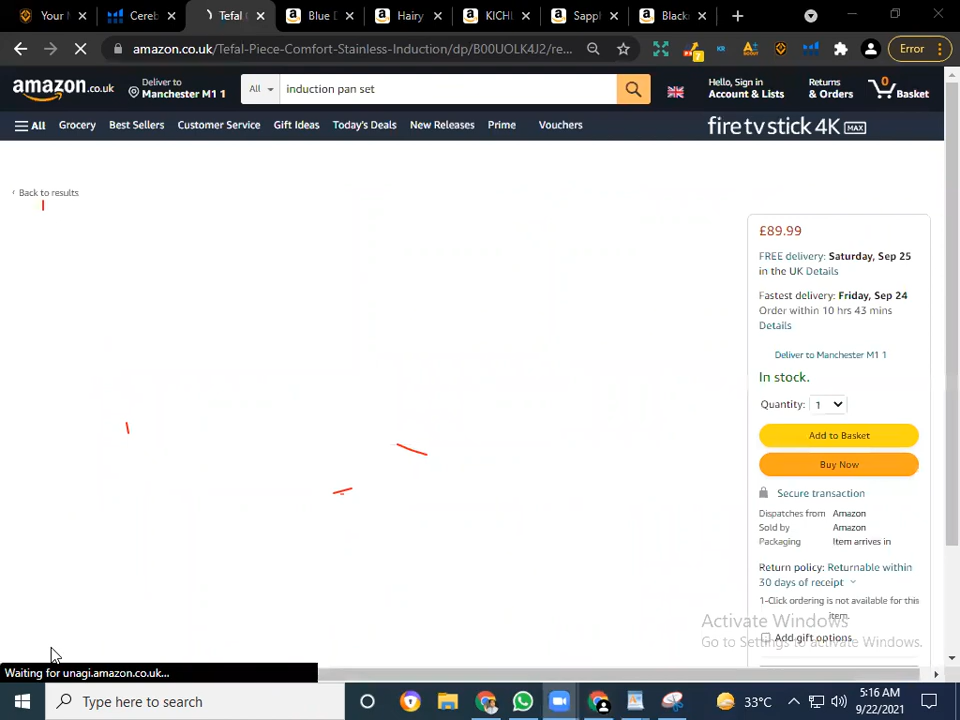 Your N
Cereb
Tefal C
Blue D
Hairy
KICHL
Sappl
Black
amazon.co.uk/Tefal-Piece-Comfort-Stainless-Induction/dp/B00UOLK4J2/re...
7
Error
amazon.co.uk
Deliver to
Manchester M1 1
All
induction pan set
Hello, Sign in
Account & Lists
Returns
& Orders
0
Basket
All
Grocery
Best Sellers
Customer Service
Gift Ideas
Today's Deals
New Releases
Prime
Vouchers
fire tv stick 4K MAX
‹ Back to results
£89.99
FREE delivery: Saturday, Sep 25
in the UK Details
Fastest delivery: Friday, Sep 24
Order within 10 hrs 43 mins
Details
Deliver to Manchester M1 1
In stock.
Quantity: 1
Add to Basket
Buy Now
Secure transaction
Dispatches from Amazon
Sold by Amazon
Packaging Item arrives in
Return policy: Returnable within
30 days of receipt
1-Click ordering is not available for this
item.
Add gift options
Activate Windows
Go to Settings to activate Windows.
Waiting for unagi.amazon.co.uk...
Type here to search
33°C
5:16 AM
9/22/2021